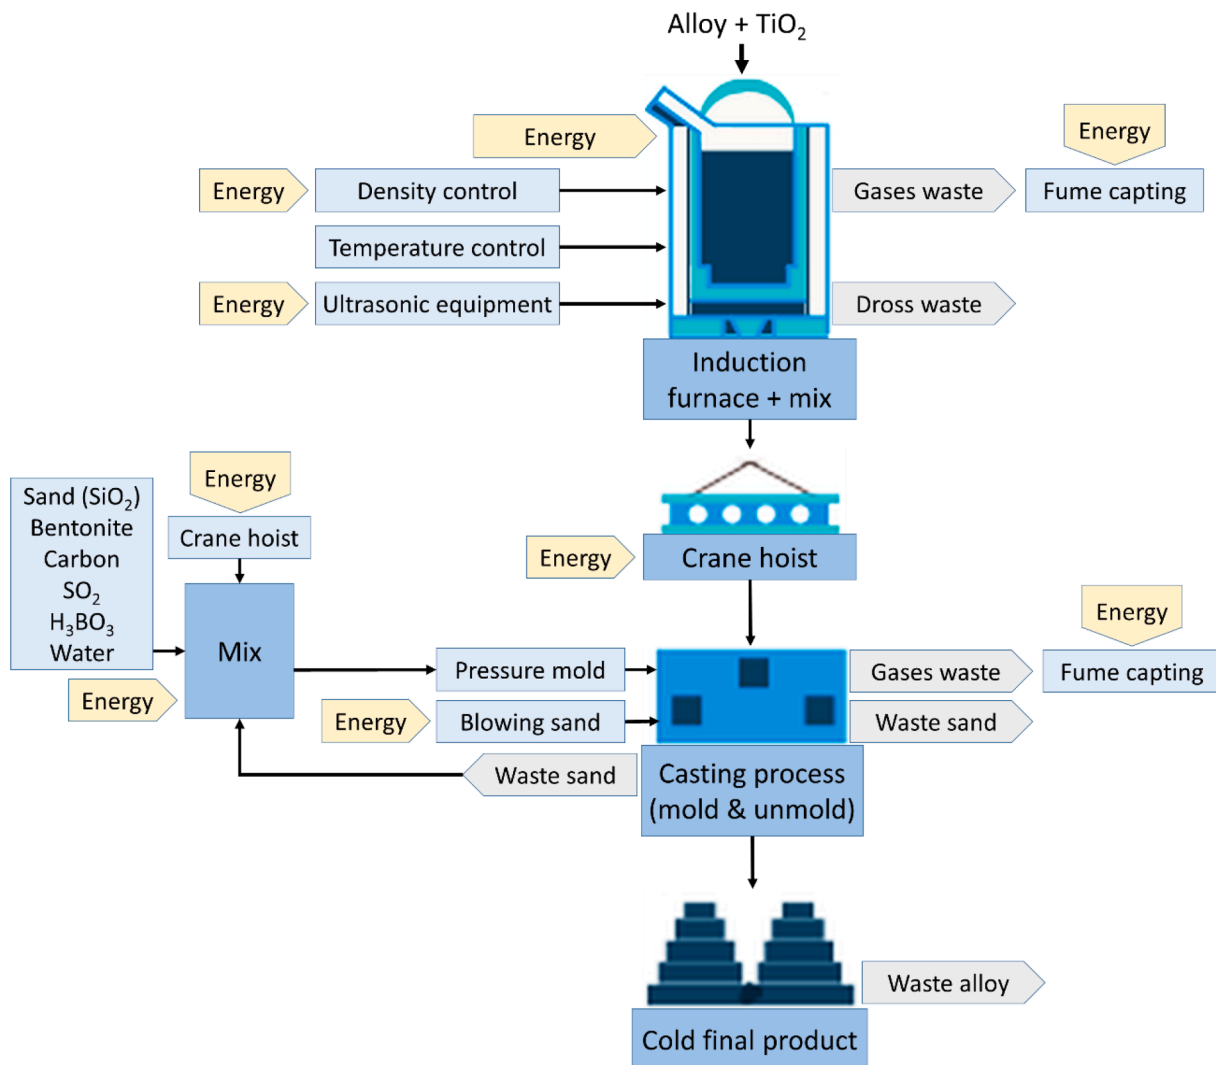 Alloy + TiO₂
Energy
Energy
Energy
Density control
Gases waste
Fume capting
Temperature control
Energy
Ultrasonic equipment
Dross waste
Induction
furnace + mix
Energy
Sand (SiO₂)
Bentonite
Carbon
SO₂
H₃BO₃
Water
Crane hoist
Energy
Crane hoist
Energy
Mix
Energy
Pressure mold
Gases waste
Fume capting
Energy
Blowing sand
Waste sand
Waste sand
Casting process
(mold & unmold)
Waste alloy
Cold final product